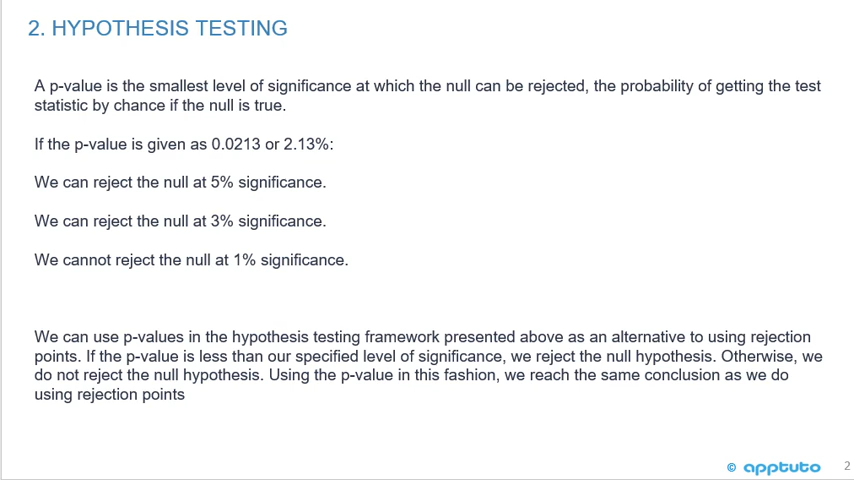 2. HYPOTHESIS TESTING
A p-value is the smallest level of significance at which the null can be rejected, the probability of getting the test
statistic by chance if the null is true.
If the p-value is given as 0.0213 or 2.13%:
We can reject the null at 5% significance.
We can reject the null at 3% significance.
We cannot reject the null at 1% significance.
We can use p-values in the hypothesis testing framework presented above as an alternative to using rejection
points. If the p-value is less than our specified level of significance, we reject the null hypothesis. Otherwise, we
do not reject the null hypothesis. Using the p-value in this fashion, we reach the same conclusion as we do
using rejection points
© apptuto 2